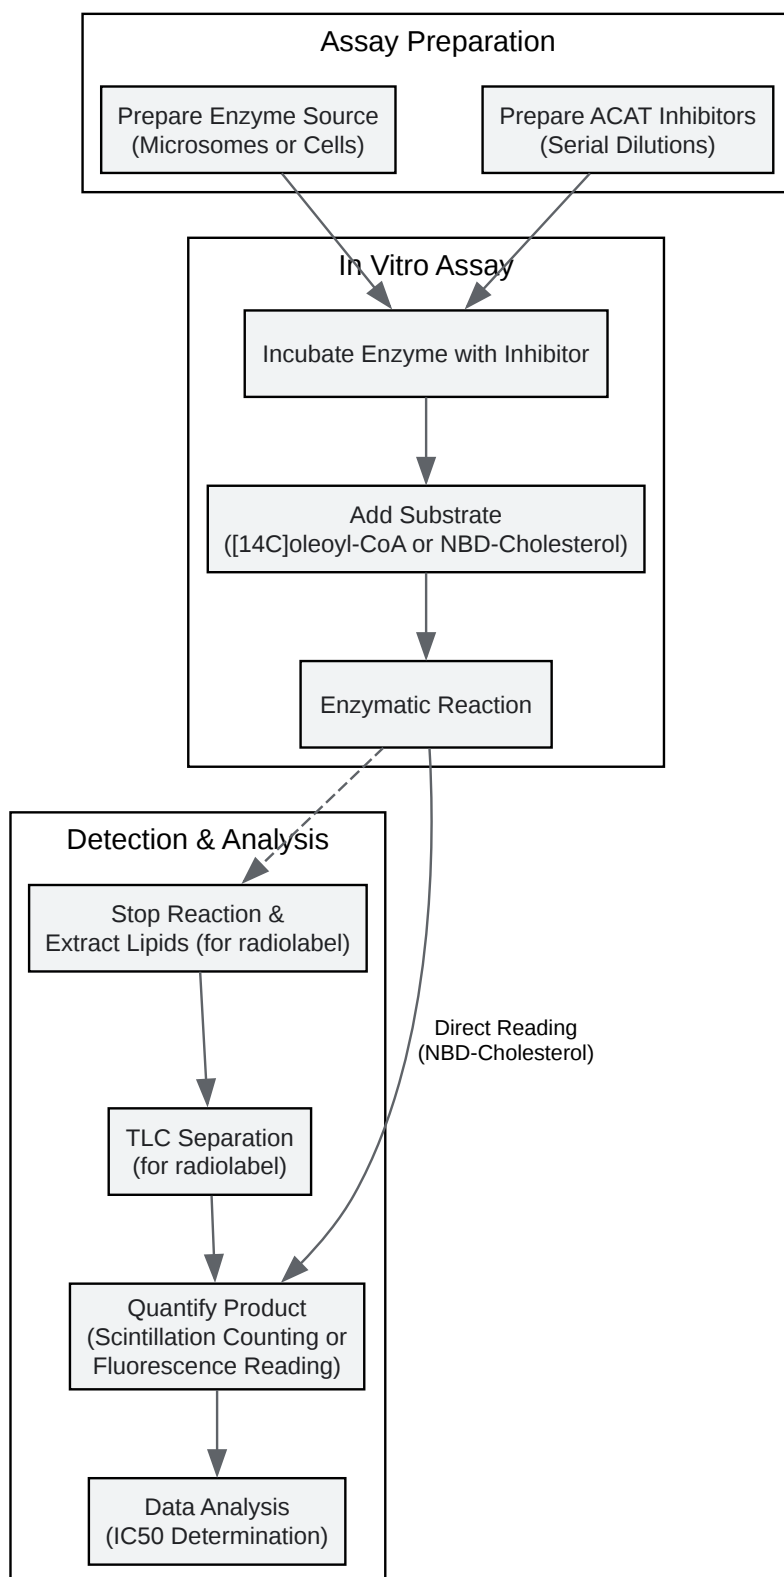 Assay Preparation
Prepare Enzyme Source
(Microsomes or Cells)
Prepare ACAT Inhibitors
(Serial Dilutions)
In Vitro Assay
Incubate Enzyme with Inhibitor
Add Substrate
([14C]oleoyl-CoA or NBD-Cholesterol)
Enzymatic Reaction
Detection & Analysis
Stop Reaction &
Extract Lipids (for radiolabel)
Direct Reading
(NBD-Cholesterol)
TLC Separation
(for radiolabel)
Quantify Product
(Scintillation Counting or
Fluorescence Reading)
Data Analysis
(IC50 Determination)